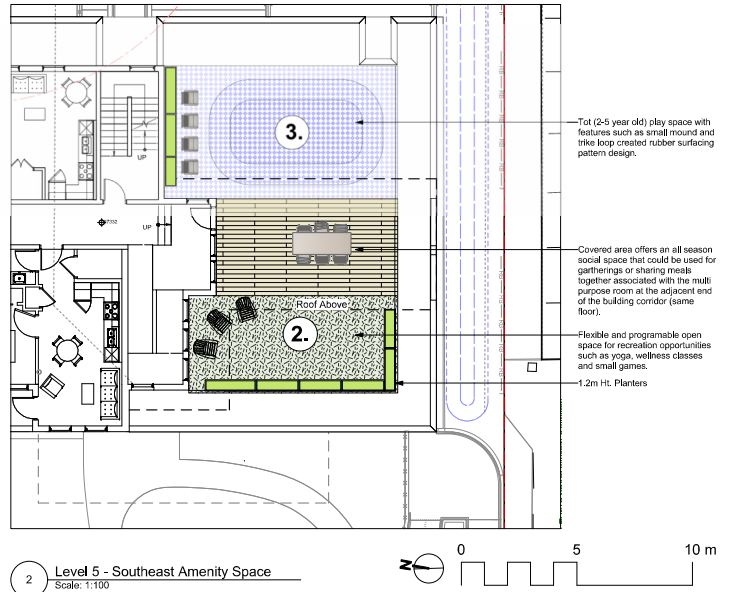 3.
Tot (2-5 year old) play space with
features such as small mound and
trike loop created rubber surfacing
pattern design.
UP
UP
Covered area offers an all season
social space that could be used for
gartherings or sharing meals
together associated with the multi
purpose room at the adjacent end
of the building corridor (same
floor).
Roof Above
2.
Flexible and programable open
space for recreation opportunities
such as yoga, wellness classes
and small games.
1.2m Ht. Planters
2
Level 5 - Southeast Amenity Space
Scale: 1:100
N
0 5 10 m